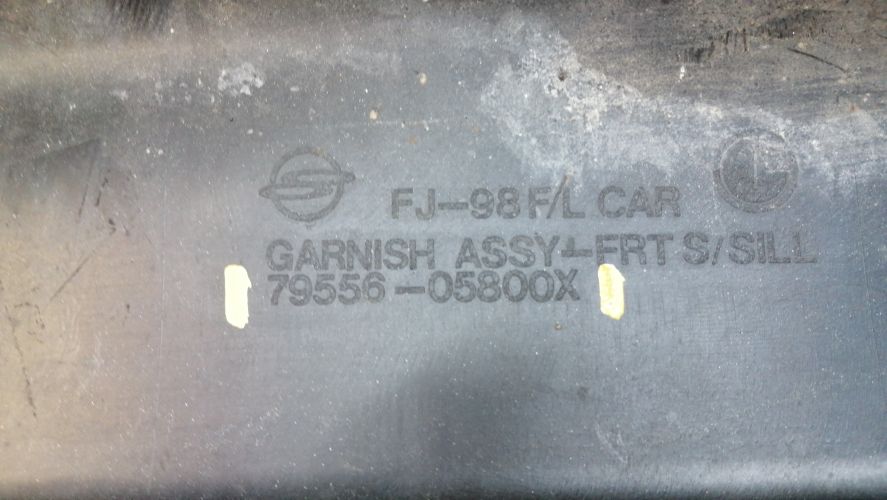 FJ-98 F/L CAR
GARNISH ASSY-FRT S/SILL
79556-05800X